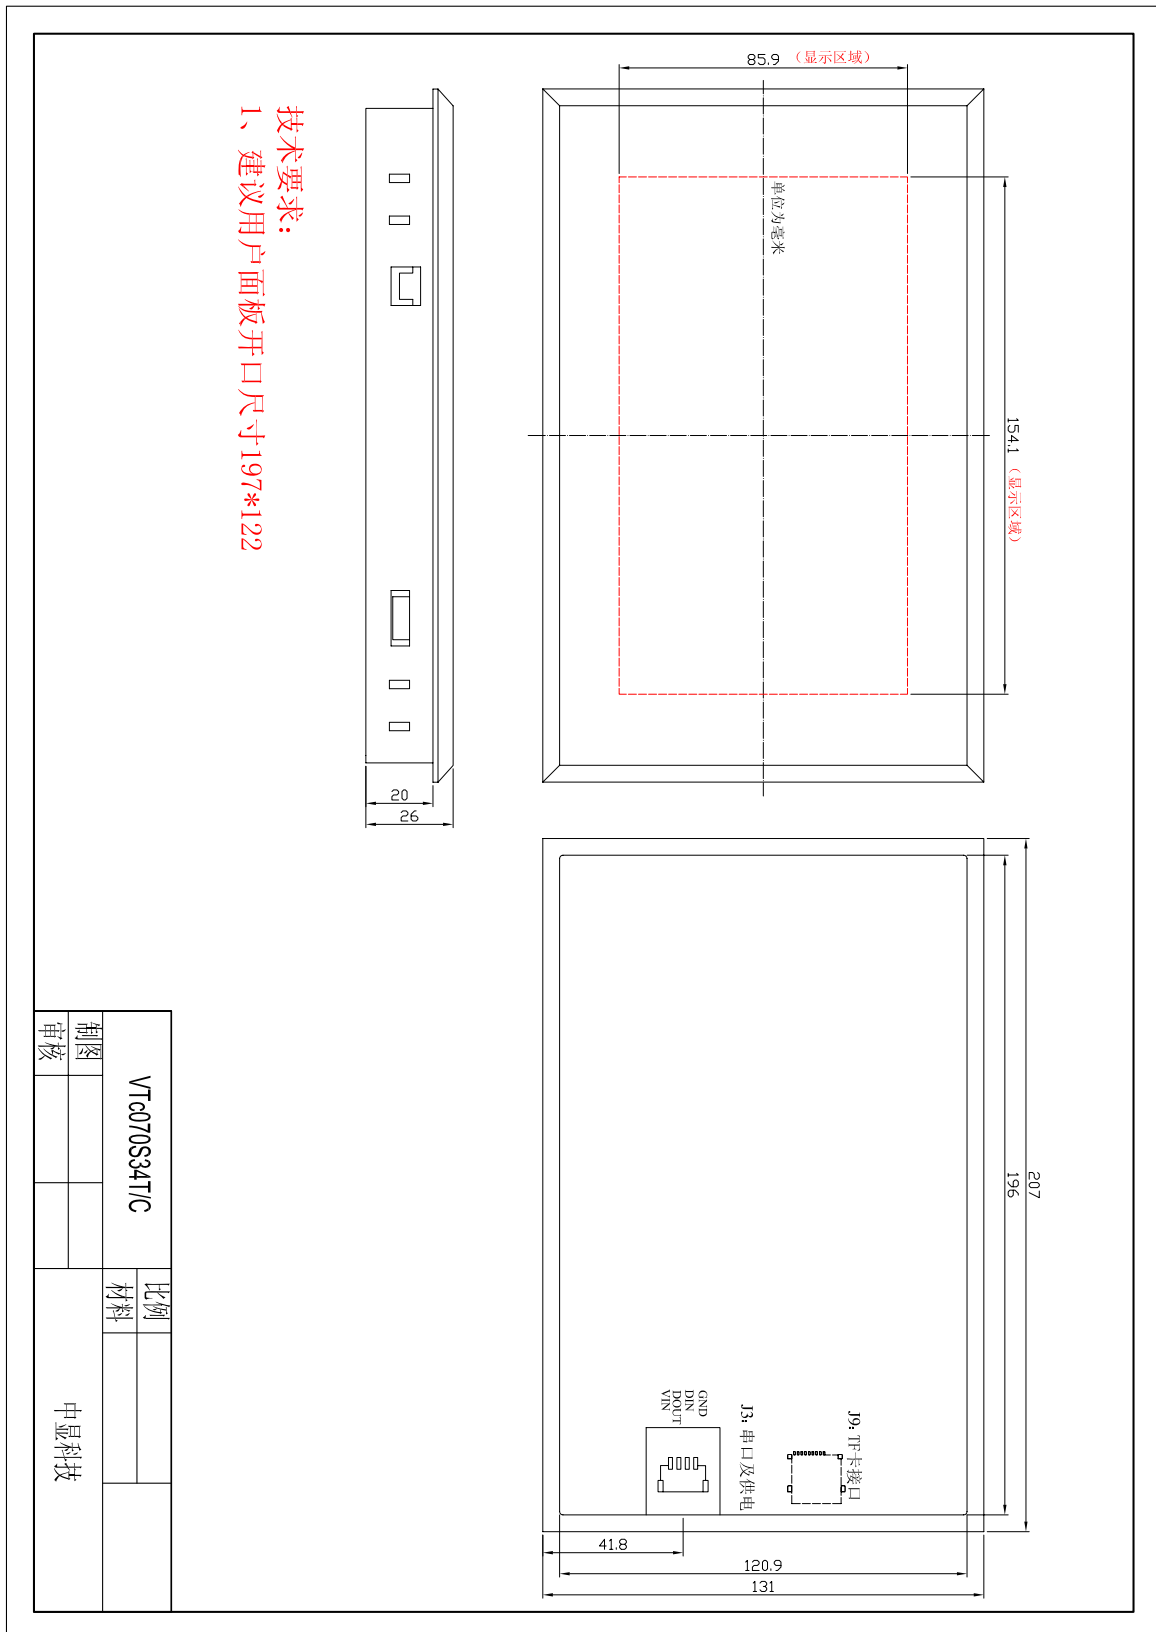 85.9 （显示区域）
单位为毫米
154.1 （显示区域）
技术要求：
1、建议用户面板开口尺寸197*122
20
26
207
196
J9: TF卡接口
J3: 串口及供电
GND
DIN
DOUT
VIN
41.8
120.9
131
VTc070S34T/C
比例
材料
制图
审核
中显科技